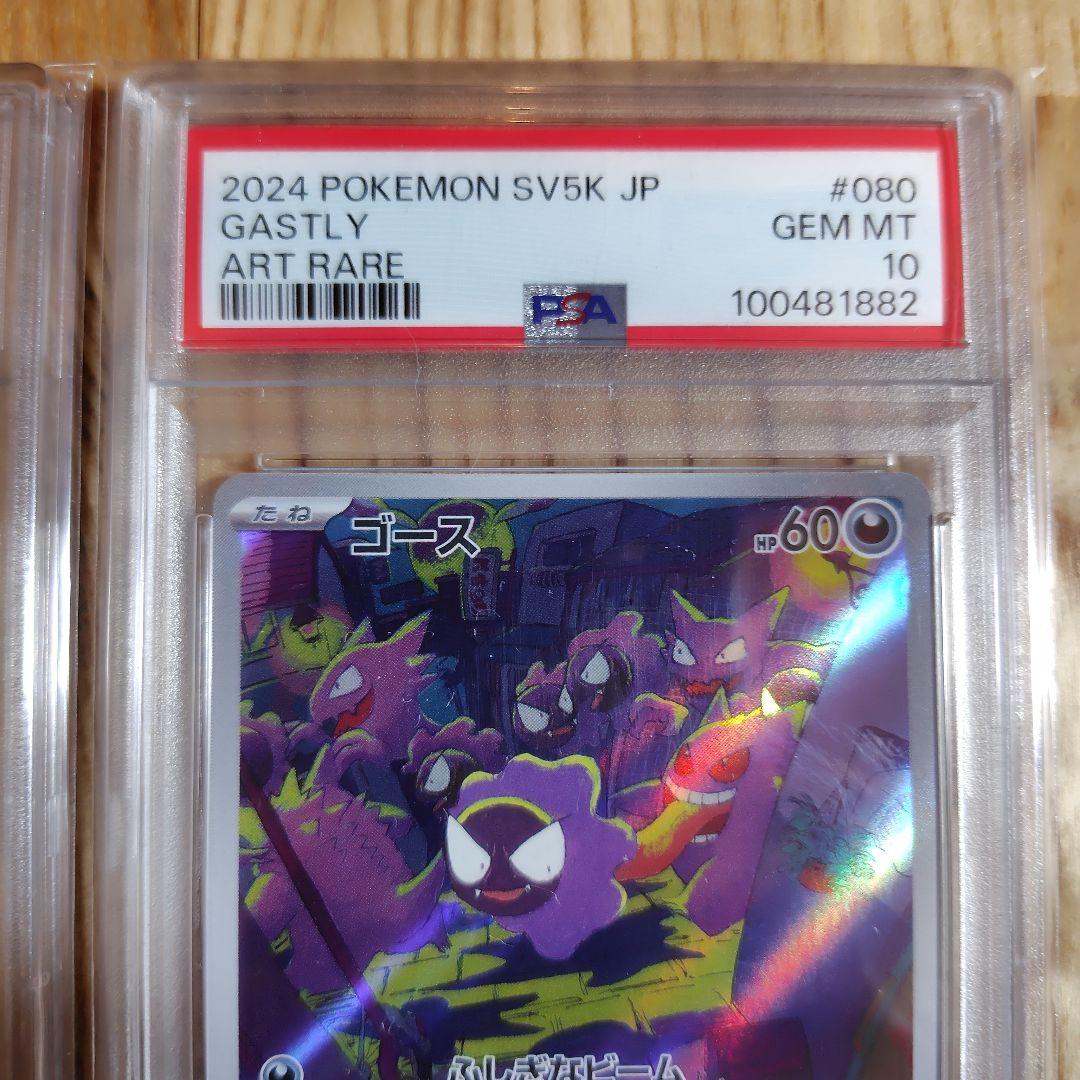 2024 POKEMON SV5K JP #080
GASTLY GEM MT
ART RARE 10
PSA 100481882
たね ゴース HP60
ふしぎなビーム